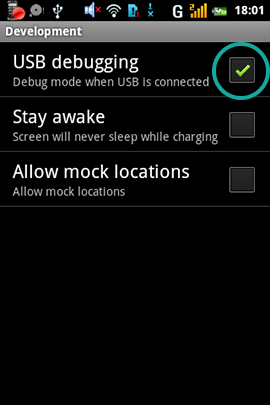 G 18:01
Development
USB debugging
Debug mode when USB is connected
Stay awake
Screen will never sleep while charging
Allow mock locations
Allow mock locations